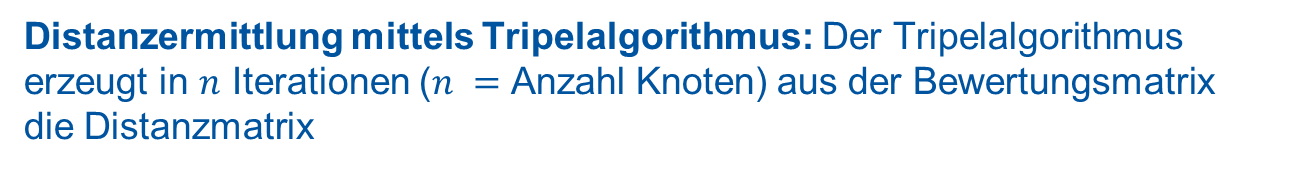 Distanzermittlung mittels Tripelalgorithmus: Der Tripelalgorithmus
erzeugt in n Iterationen (n = Anzahl Knoten) aus der Bewertungsmatrix
die Distanzmatrix